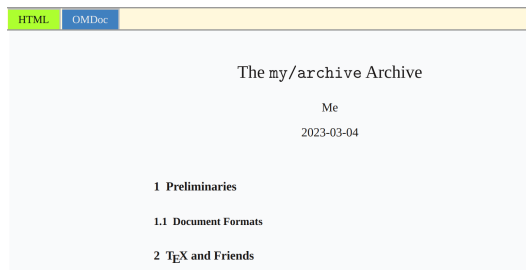 HTML OMDoc
The my/archive Archive
Me
2023-03-04
1 Preliminaries
1.1 Document Formats
2 TEX and Friends